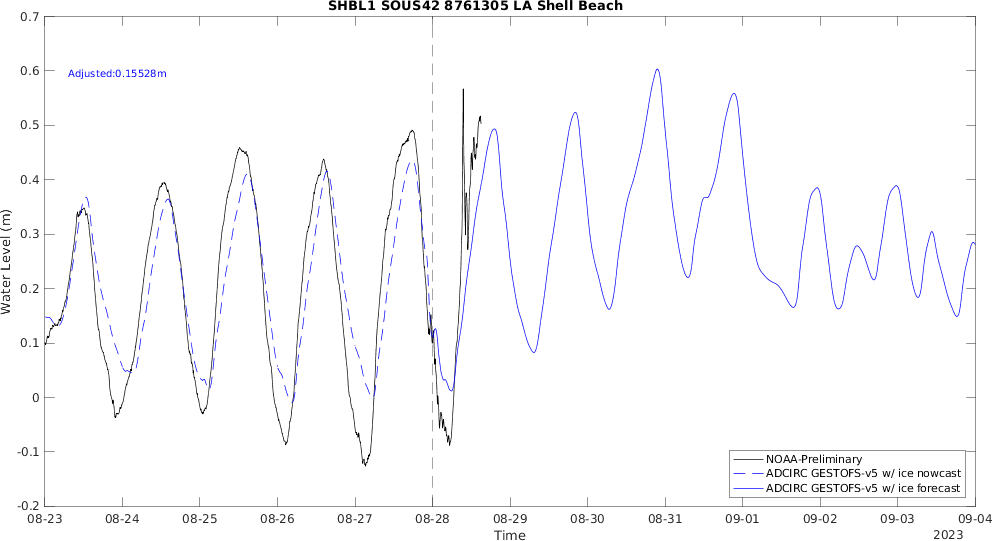 SHBL1 SOUS42 8761305 LA Shell Beach
Adjusted:0.15528m
Water Level (m)
0.7
0.6
0.5
0.4
0.3
0.2
0.1
0
-0.1
-0.2
NOAA-Preliminary
ADCIRC GESTOFS-v5 w/ ice nowcast
ADCIRC GESTOFS-v5 w/ ice forecast
08-23 08-24 08-25 08-26 08-27 08-28 08-29 08-30 08-31 09-01 09-02 09-03 09-04
Time
2023